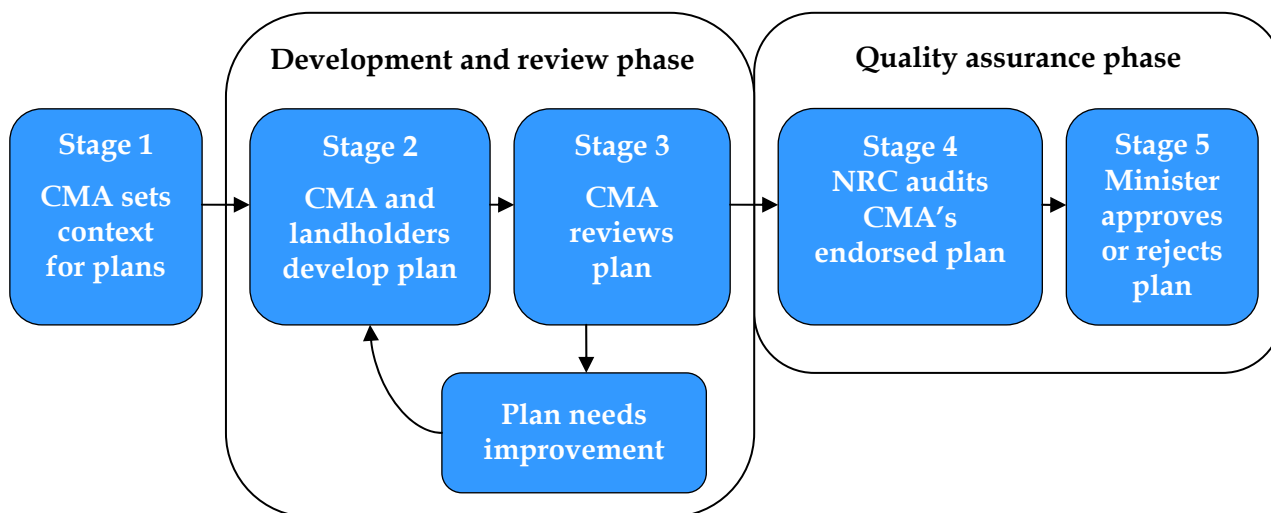 Development and review phase
Quality assurance phase
Stage 1
CMA sets
context
for plans
Stage 2
CMA and
landholders
develop plan
Stage 3
CMA
reviews
plan
Stage 4
NRC audits
CMA’s
endorsed plan
Stage 5
Minister
approves
or rejects
plan
Plan needs
improvement